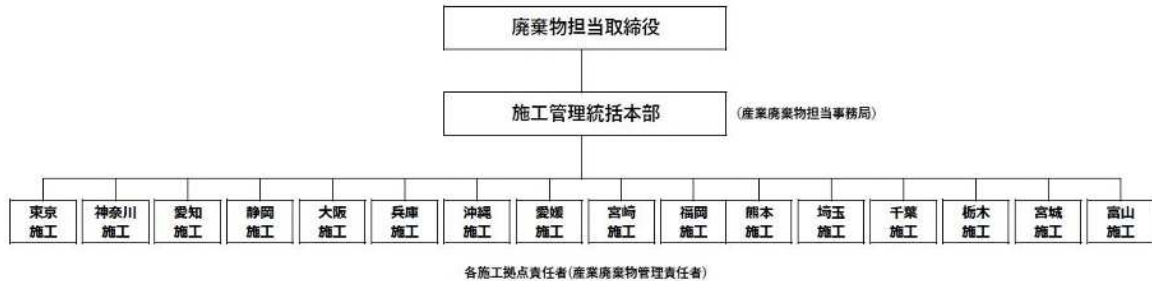 廃棄物担当取締役
施工管理統括本部
(産業廃棄物担当事務局)
東京
施工
神奈川
施工
愛知
施工
静岡
施工
大阪
施工
兵庫
施工
沖縄
施工
愛媛
施工
宮崎
施工
福岡
施工
熊本
施工
埼玉
施工
千葉
施工
栃木
施工
宮城
施工
富山
施工
各施工拠点責任者(産業廃棄物管理責任者)